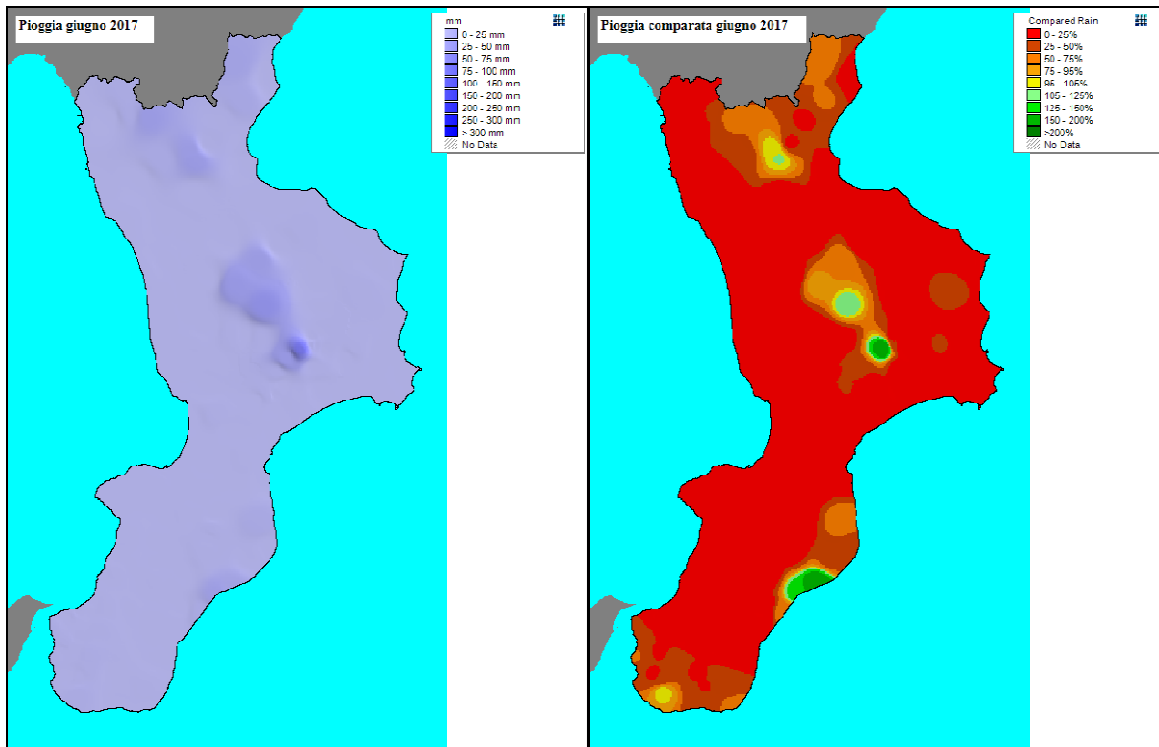 Pioggia giugno 2017
mm
0 - 25 mm
25 - 50 mm
50 - 75 mm
75 - 100 mm
100 - 150 mm
150 - 200 mm
200 - 250 mm
250 - 300 mm
> 300 mm
No Data
Pioggia comparata giugno 2017
Compared Rain
0 - 25%
25 - 50%
50 - 75%
75 - 95%
95 - 105%
105 - 125%
125 - 150%
150 - 200%
>200%
No Data